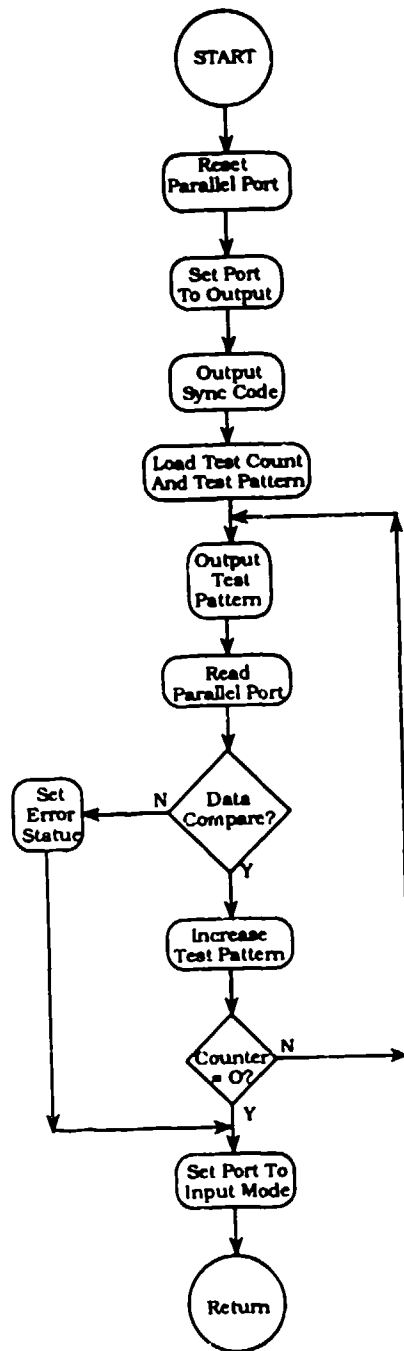 START
Reset
Parallel Port
Set Port
To Output
Output
Sync Code
Load Test Count
And Test Pattern
Output
Test
Pattern
Read
Parallel Port
Data
Compare?
N
Set
Error
Status
Y
Increase
Test Pattern
Counter
= 0?
N
Y
Set Port To
Input Mode
Return